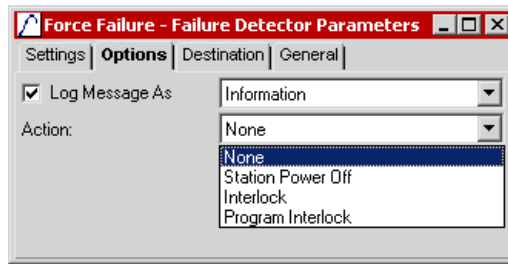 Force Failure - Failure Detector Parameters
Settings Options Destination General
Log Message As Information
Action: None
None
Station Power Off
Interlock
Program Interlock